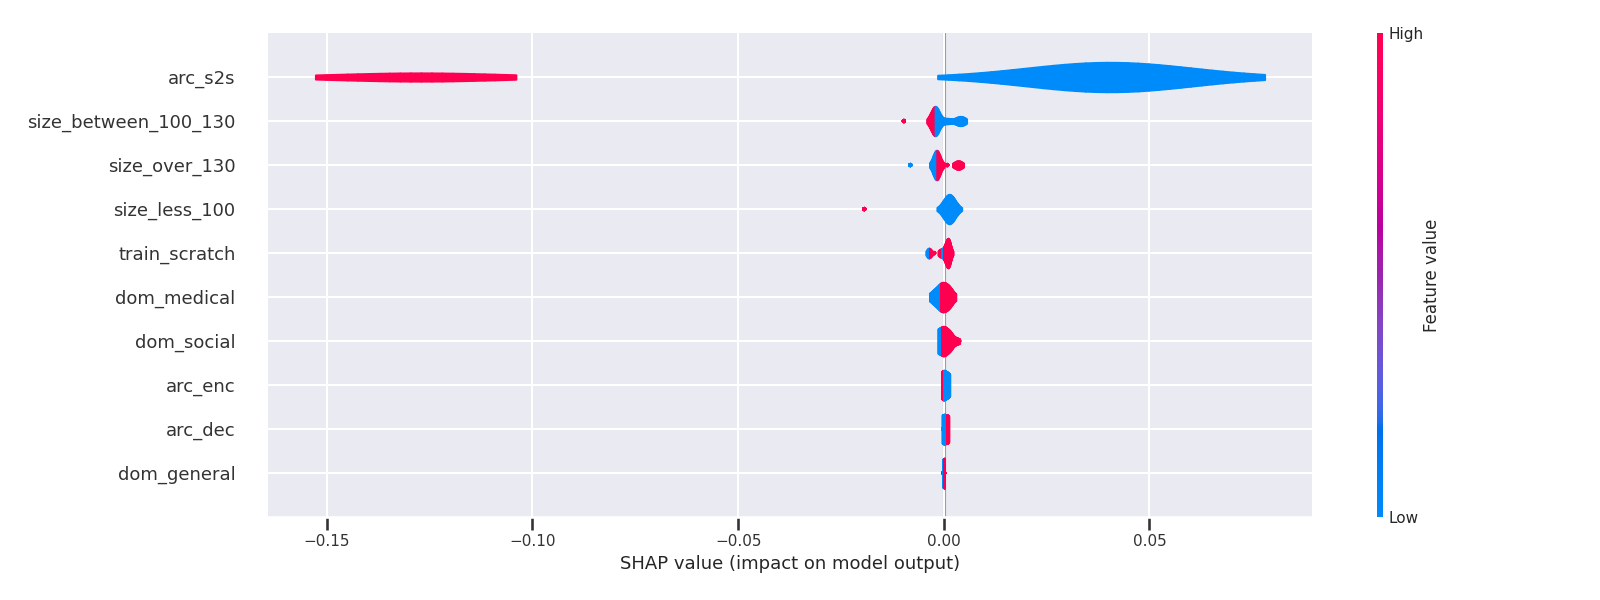 arc_s2s
size_between_100_130
size_over_130
size_less_100
train_scratch
dom_medical
dom_social
arc_enc
arc_dec
dom_general
−0.15 −0.10 −0.05 0.00 0.05
SHAP value (impact on model output)
High
Feature value
Low